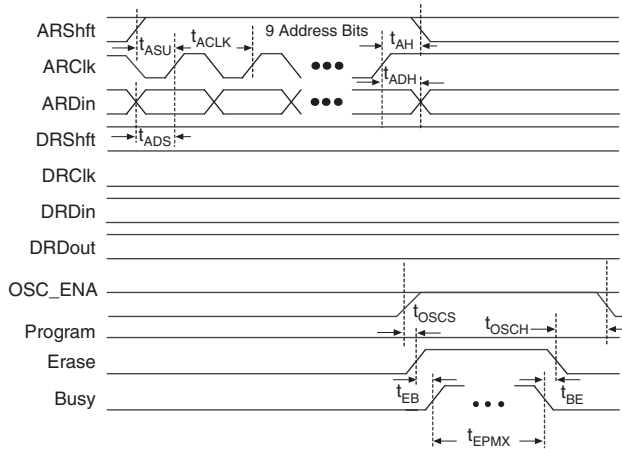 ARShft
9 Address Bits
tASU
tACLK
tAH
ARClk
tADH
ARDin
DRShft
tADS
DRClk
DRDin
DRDout
OSC_ENA
tOSCS
tOSCH
Program
Erase
tEB
tBE
Busy
tEPMX